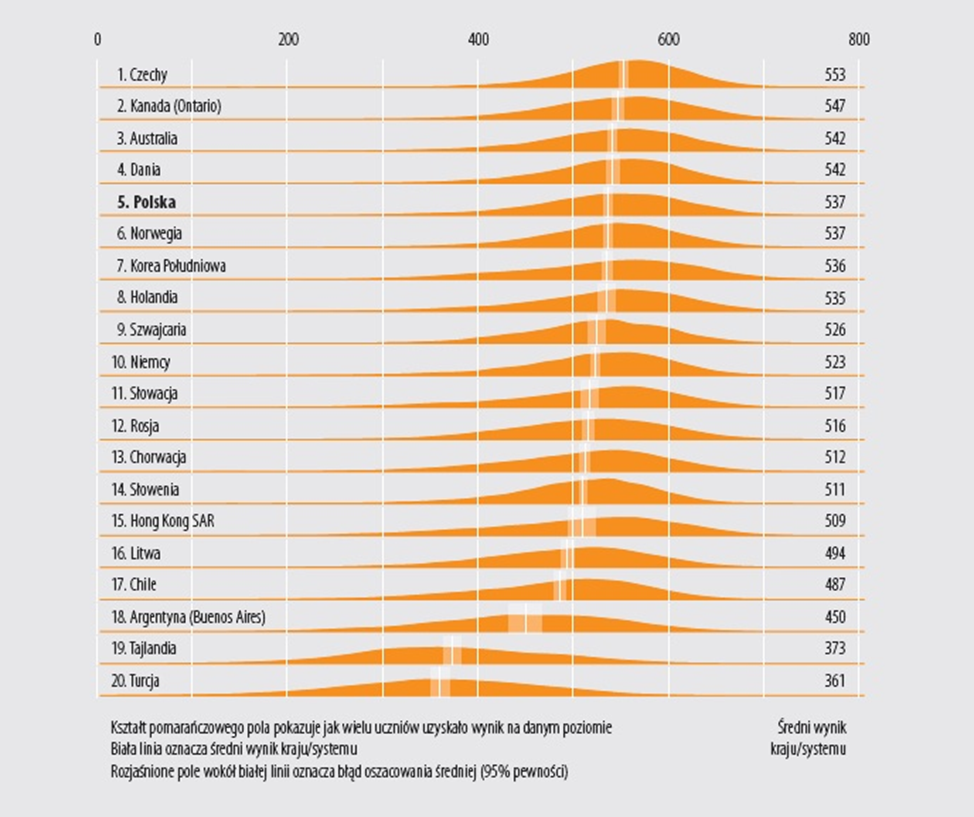 0 200 400 600 800
1. Czechy 553
2. Kanada (Ontario) 547
3. Australia 542
4. Dania 542
5. Polska 537
6. Norwegia 537
7. Korea Południowa 536
8. Holandia 535
9. Szwajcaria 526
10. Niemcy 523
11. Słowacja 517
12. Rosja 516
13. Chorwacja 512
14. Słowenia 511
15. Hong Kong SAR 509
16. Litwa 494
17. Chile 487
18. Argentyna (Buenos Aires) 450
19. Tajlandia 373
20. Turcja 361
Kształt pomarańczowego pola pokazuje jak wielu uczniów uzyskało wynik na danym poziomie
Biała linia oznacza średni wynik kraju/systemu
Rozjaśnione pole wokół białej linii oznacza błąd oszacowania średniej (95% pewności)
Średni wynik
kraju/systemu